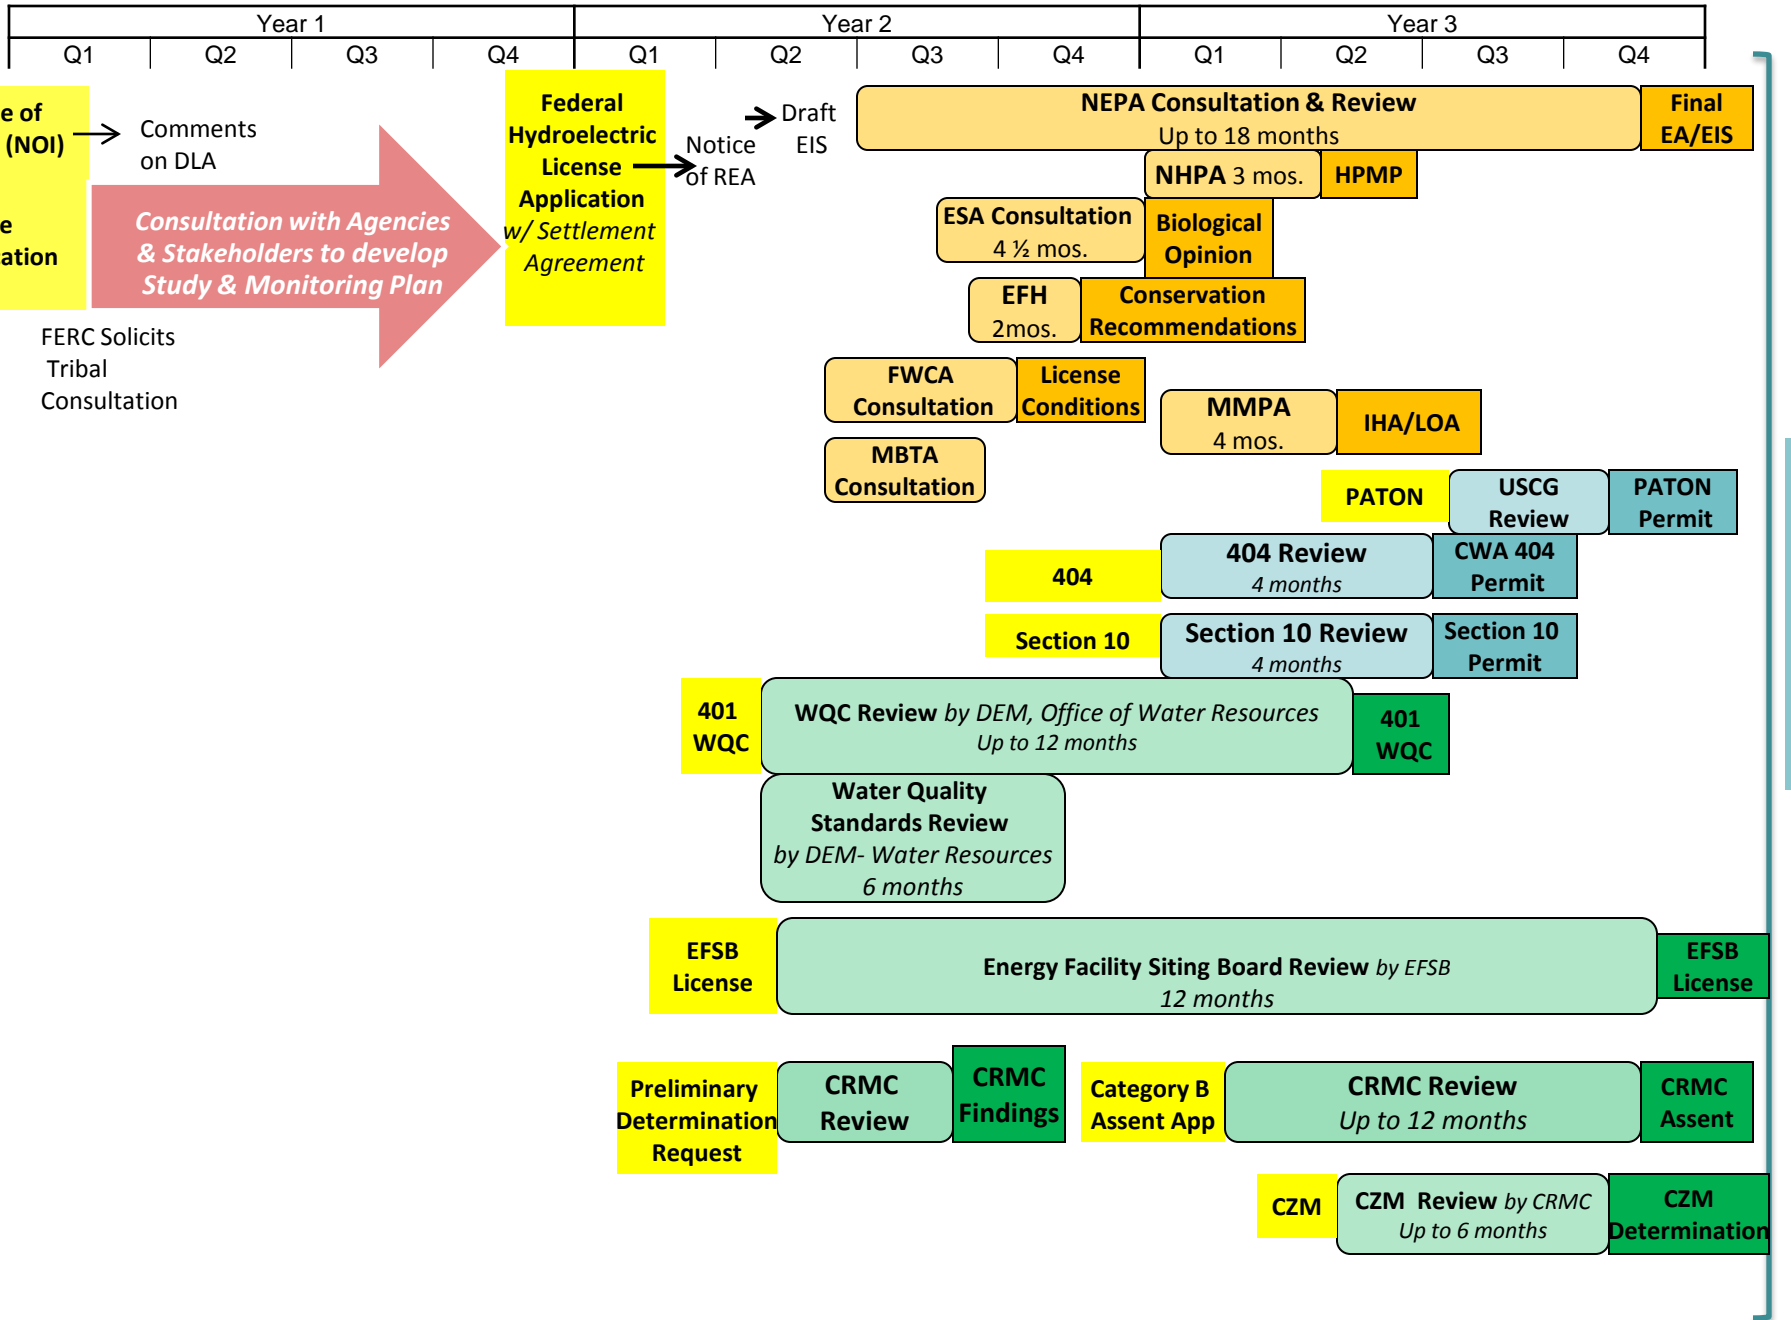 Year 1
Year 2
Year 3
Q1
Q2
Q3
Q4
Q1
Q2
Q3
Q4
Q1
Q2
Q3
Q4
e of
(NOI)
e
ation
Comments
on DLA
Consultation with Agencies
& Stakeholders to develop
Study & Monitoring Plan
FERC Solicits
Tribal
Consultation
Federal
Hydroelectric
License
Application
w/ Settlement
Agreement
Notice
of REA
Draft
EIS
NEPA Consultation & Review
Up to 18 months
Final
EA/EIS
NHPA 3 mos.
HPMP
ESA Consultation
4 ½ mos.
Biological
Opinion
EFH
2mos.
Conservation
Recommendations
FWCA
Consultation
License
Conditions
MMPA
4 mos.
IHA/LOA
MBTA
Consultation
PATON
USCG
Review
PATON
Permit
404
404 Review
4 months
CWA 404
Permit
Section 10
Section 10 Review
4 months
Section 10
Permit
401
WQC
WQC Review by DEM, Office of Water Resources
Up to 12 months
401
WQC
Water Quality
Standards Review
by DEM- Water Resources
6 months
EFSB
License
Energy Facility Siting Board Review by EFSB
12 months
EFSB
License
Preliminary
Determination
Request
CRMC
Review
CRMC
Findings
Category B
Assent App
CRMC Review
Up to 12 months
CRMC
Assent
CZM
CZM Review by CRMC
Up to 6 months
CZM
Determination